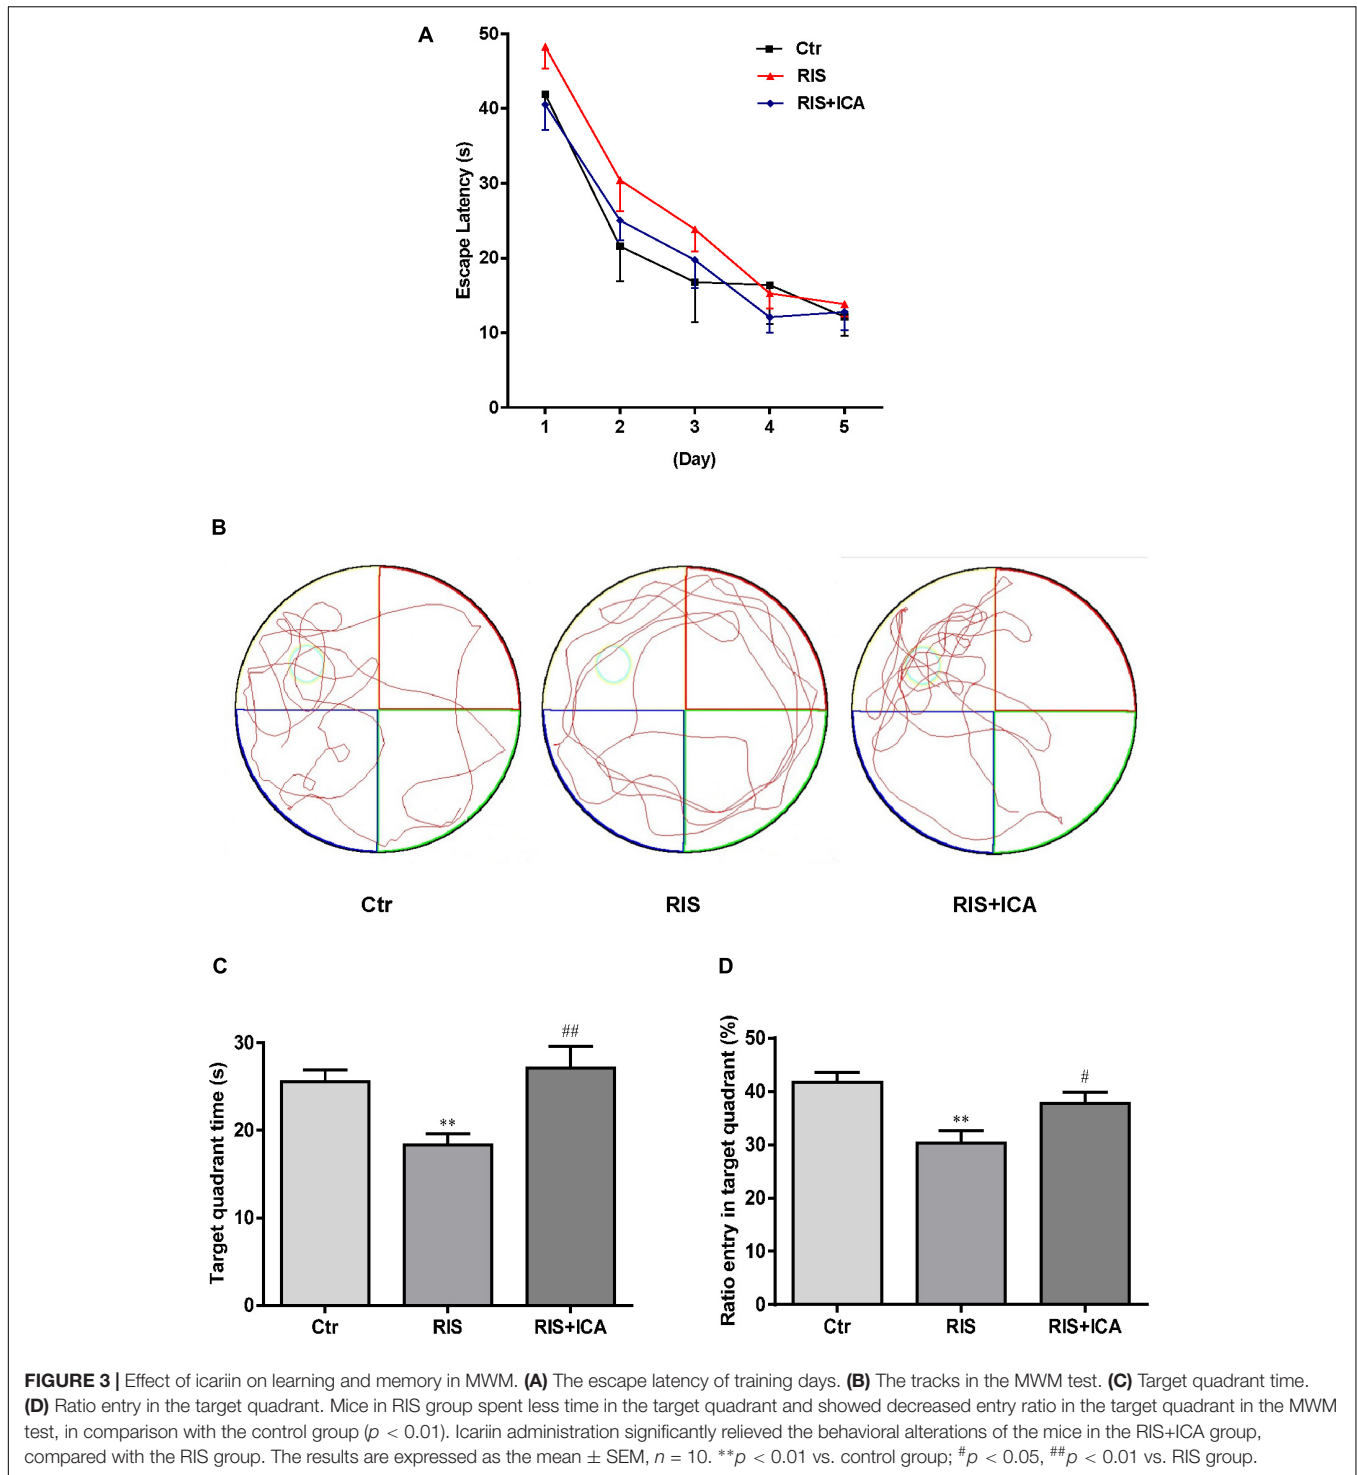 A
50
40
30
20
10
0
Escape Latency (s)
Ctr
RIS
RIS+ICA
1 2 3 4 5
(Day)
B
Ctr RIS RIS+ICA
C
30
20
10
0
Target quadrant time (s)
**
##
Ctr RIS RIS+ICA
D
50
40
30
20
10
0
Ratio entry in target quadrant (%)
**
#
Ctr RIS RIS+ICA
FIGURE 3 | Effect of icariin on learning and memory in MWM. (A) The escape latency of training days. (B) The tracks in the MWM test. (C) Target quadrant time.
(D) Ratio entry in the target quadrant. Mice in RIS group spent less time in the target quadrant and showed decreased entry ratio in the target quadrant in the MWM
test, in comparison with the control group (p < 0.01). Icariin administration significantly relieved the behavioral alterations of the mice in the RIS+ICA group,
compared with the RIS group. The results are expressed as the mean ± SEM, n = 10. **p < 0.01 vs. control group; #p < 0.05, ##p < 0.01 vs. RIS group.